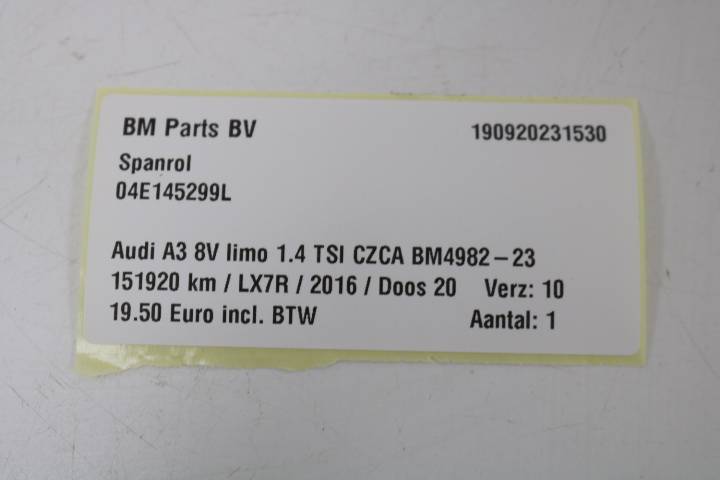 BM Parts BV 190920231530
Spanrol
04E145299L
Audi A3 8V limo 1.4 TSI CZCA BM4982-23
151920 km / LX7R / 2016 / Doos 20 Verz: 10
19.50 Euro incl. BTW Aantal: 1